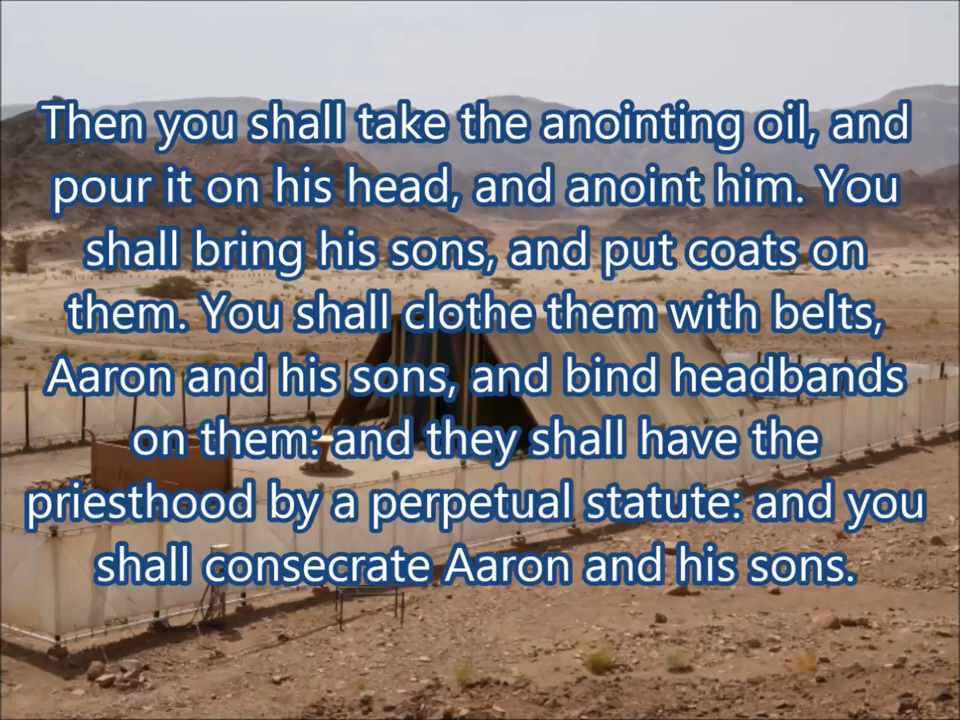 Then you shall take the anointing oil, and
pour it on his head, and anoint him. You
shall bring his sons, and put coats on
them. You shall clothe them with belts,
Aaron and his sons, and bind headbands
on them: and they shall have the
priesthood by a perpetual statute: and you
shall consecrate Aaron and his sons.